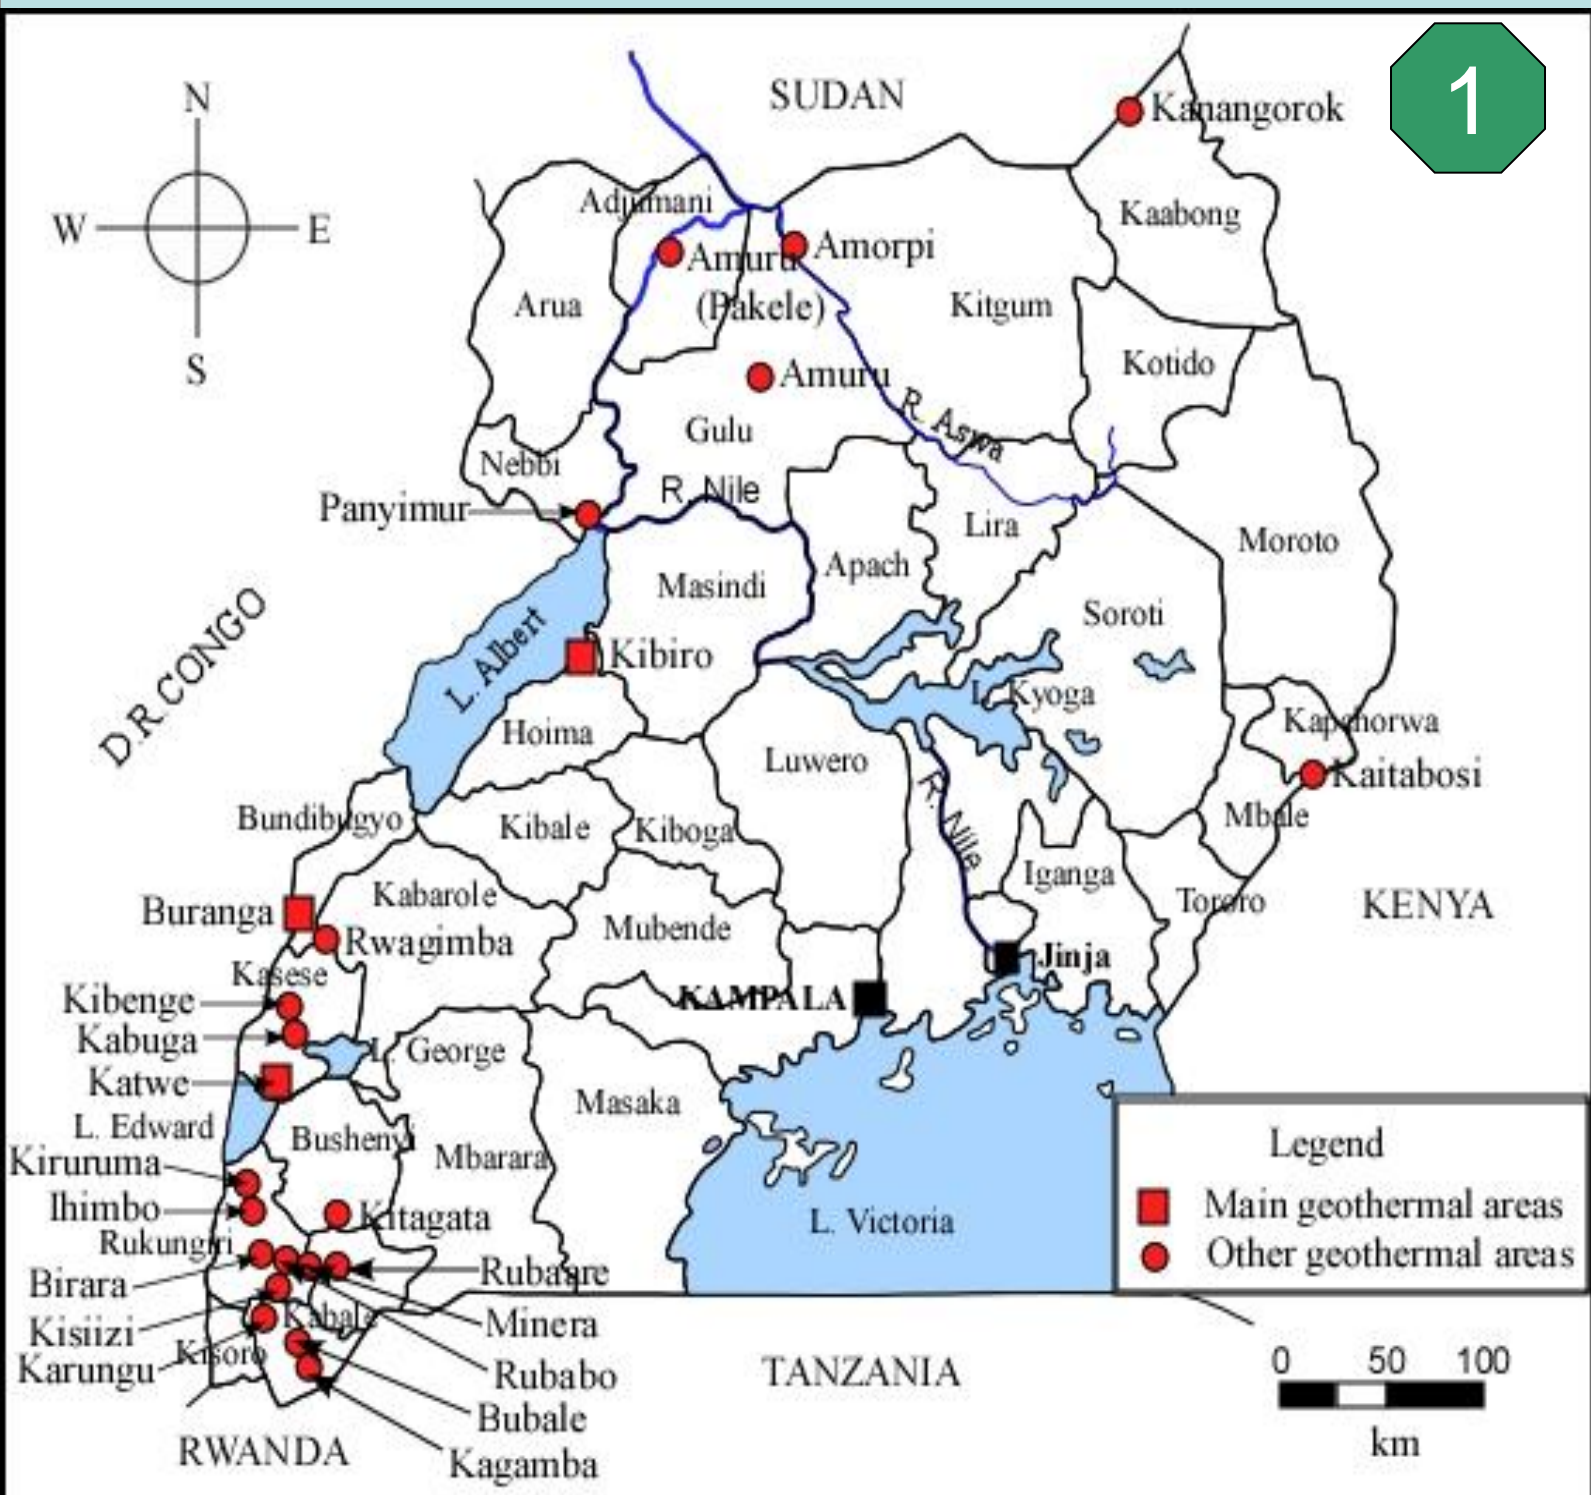 1
SUDAN
Kanangorok
N
W
E
S
Adjumani
Kaabong
Amuru
(Pakele)
Amorpi
Arua
Kitgum
Kotido
Amuru
R. Aswa
Gulu
Nebbi
R. Nile
Panyimur
Lira
Moroto
Apach
Masindi
Soroti
D.R.CONGO
L. Albert
Kibiro
L. Kyoga
Kapchorwa
Hoima
Luwero
Kaitabosi
R. Nile
Mbale
Bundibugyo
Kibale
Kiboga
Iganga
Kabarole
Tororo
KENYA
Buranga
Mubende
Rwagimba
Jinja
Kasese
Kibenge
KAMPALA
Kabuga
L. George
Katwe
Masaka
L. Edward
Bushenyi
Mbarara
Kiruruma
Ihimbo
Kitagata
L. Victoria
Rukungiri
Birara
Rubaare
Kabale
Minera
Kisiizi
Kisoro
Karungu
Rubabo
TANZANIA
Bubale
RWANDA
Kagamba
Legend
Main geothermal areas
Other geothermal areas
0 50 100
km